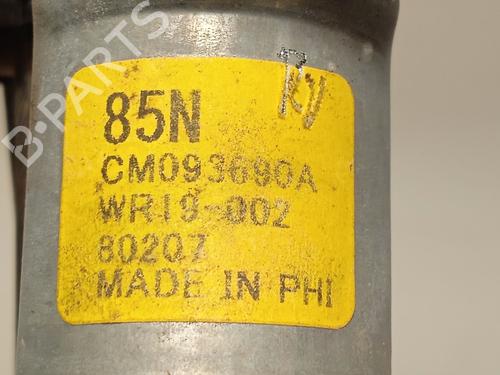 85N
CM093690A
WR19-002
80207
MADE IN PHI
B-PARTS